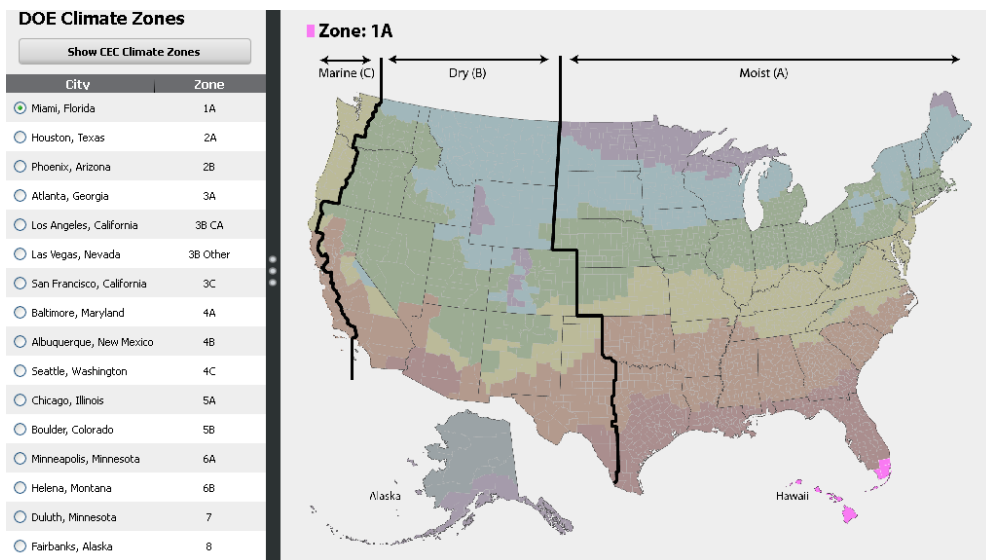 DOE Climate Zones
Show CEC Climate Zones
City Zone
Miami, Florida 1A
Houston, Texas 2A
Phoenix, Arizona 2B
Atlanta, Georgia 3A
Los Angeles, California 3B CA
Las Vegas, Nevada 3B Other
San Francisco, California 3C
Baltimore, Maryland 4A
Albuquerque, New Mexico 4B
Seattle, Washington 4C
Chicago, Illinois 5A
Boulder, Colorado 5B
Minneapolis, Minnesota 6A
Helena, Montana 6B
Duluth, Minnesota 7
Fairbanks, Alaska 8
Zone: 1A
Marine (C) Dry (B) Moist (A)
Alaska Hawaii